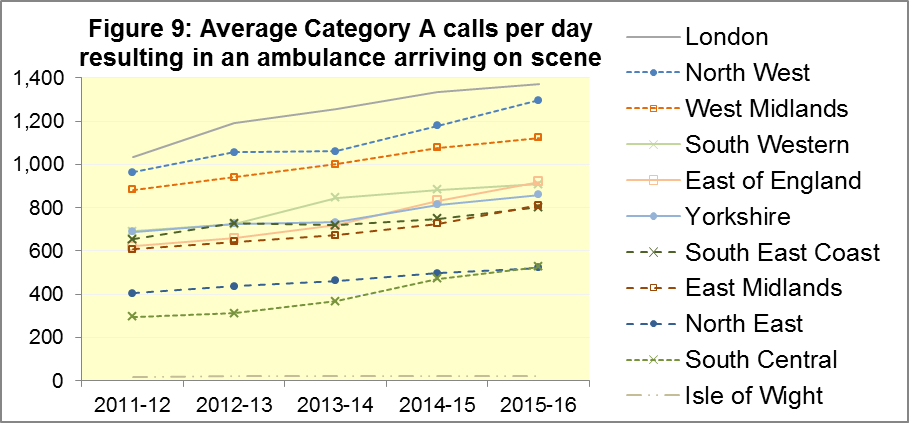 Figure 9: Average Category A calls per day
resulting in an ambulance arriving on scene
1,400
1,200
1,000
800
600
400
200
0
2011-12 2012-13 2013-14 2014-15 2015-16
London
North West
West Midlands
South Western
East of England
Yorkshire
South East Coast
East Midlands
North East
South Central
Isle of Wight